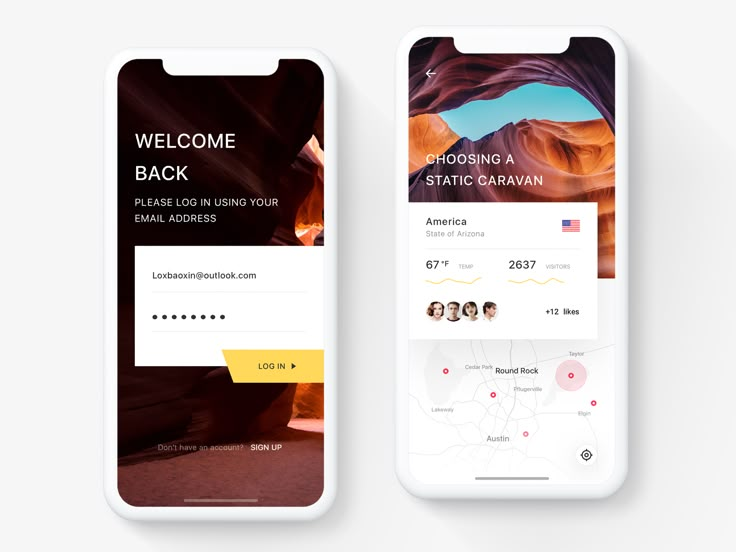 WELCOME
BACK
PLEASE LOG IN USING YOUR
EMAIL ADDRESS
Loxbaoxin@outlook.com
LOG IN
Don't have an account? SIGN UP
CHOOSING A
STATIC CARAVAN
America
State of Arizona
67 °F TEMP 2637 VISITORS
+12 likes
Taylor
Cedar Park Round Rock
Pflugerville
Lakeway
Elgin
Austin